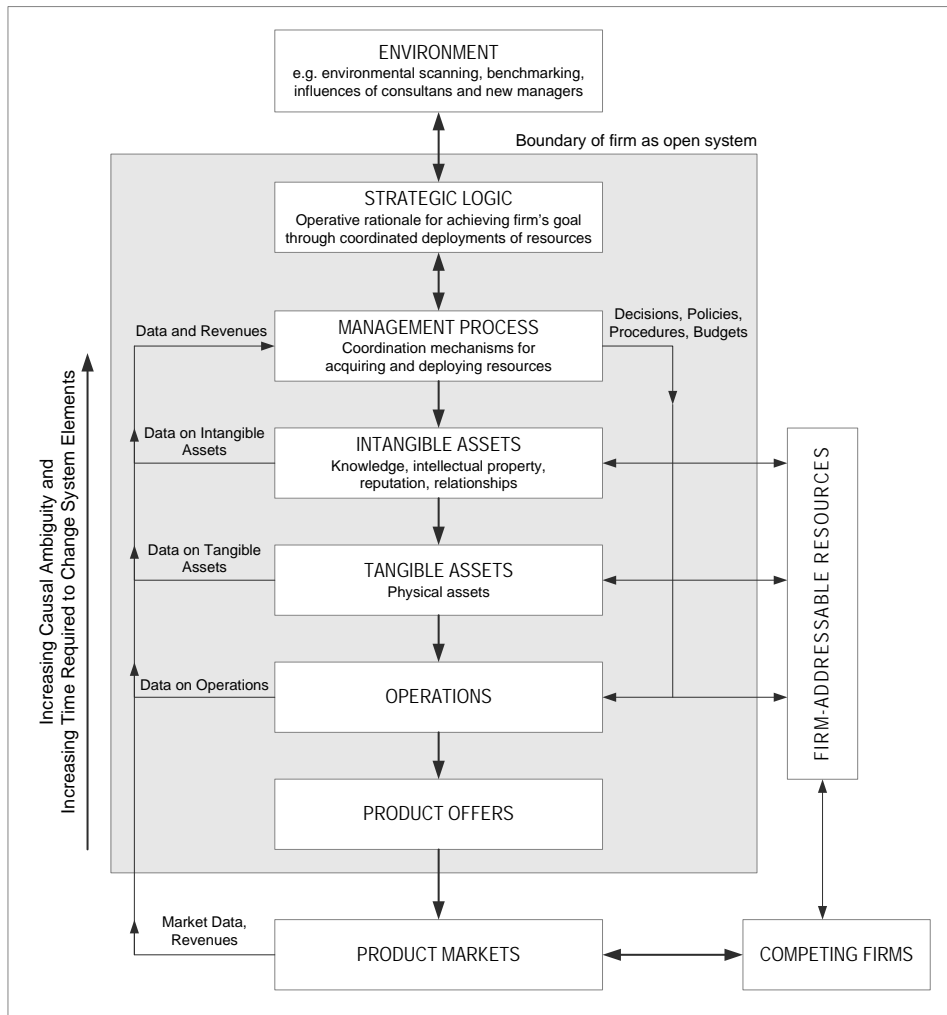 ENVIRONMENT
e.g. environmental scanning, benchmarking,
influences of consultans and new managers
Boundary of firm as open system
STRATEGIC LOGIC
Operative rationale for achieving firm's goal
through coordinated deployments of resources
Data and Revenues
MANAGEMENT PROCESS
Coordination mechanisms for
acquiring and deploying resources
Decisions, Policies,
Procedures, Budgets
Data on Intangible
Assets
INTANGIBLE ASSETS
Knowledge, intellectual property,
reputation, relationships
Data on Tangible
Assets
TANGIBLE ASSETS
Physical assets
Data on Operations
OPERATIONS
PRODUCT OFFERS
Market Data,
Revenues
PRODUCT MARKETS
COMPETING FIRMS
FIRM-ADDRESSABLE RESOURCES
Increasing Causal Ambiguity and
Increasing Time Required to Change System Elements